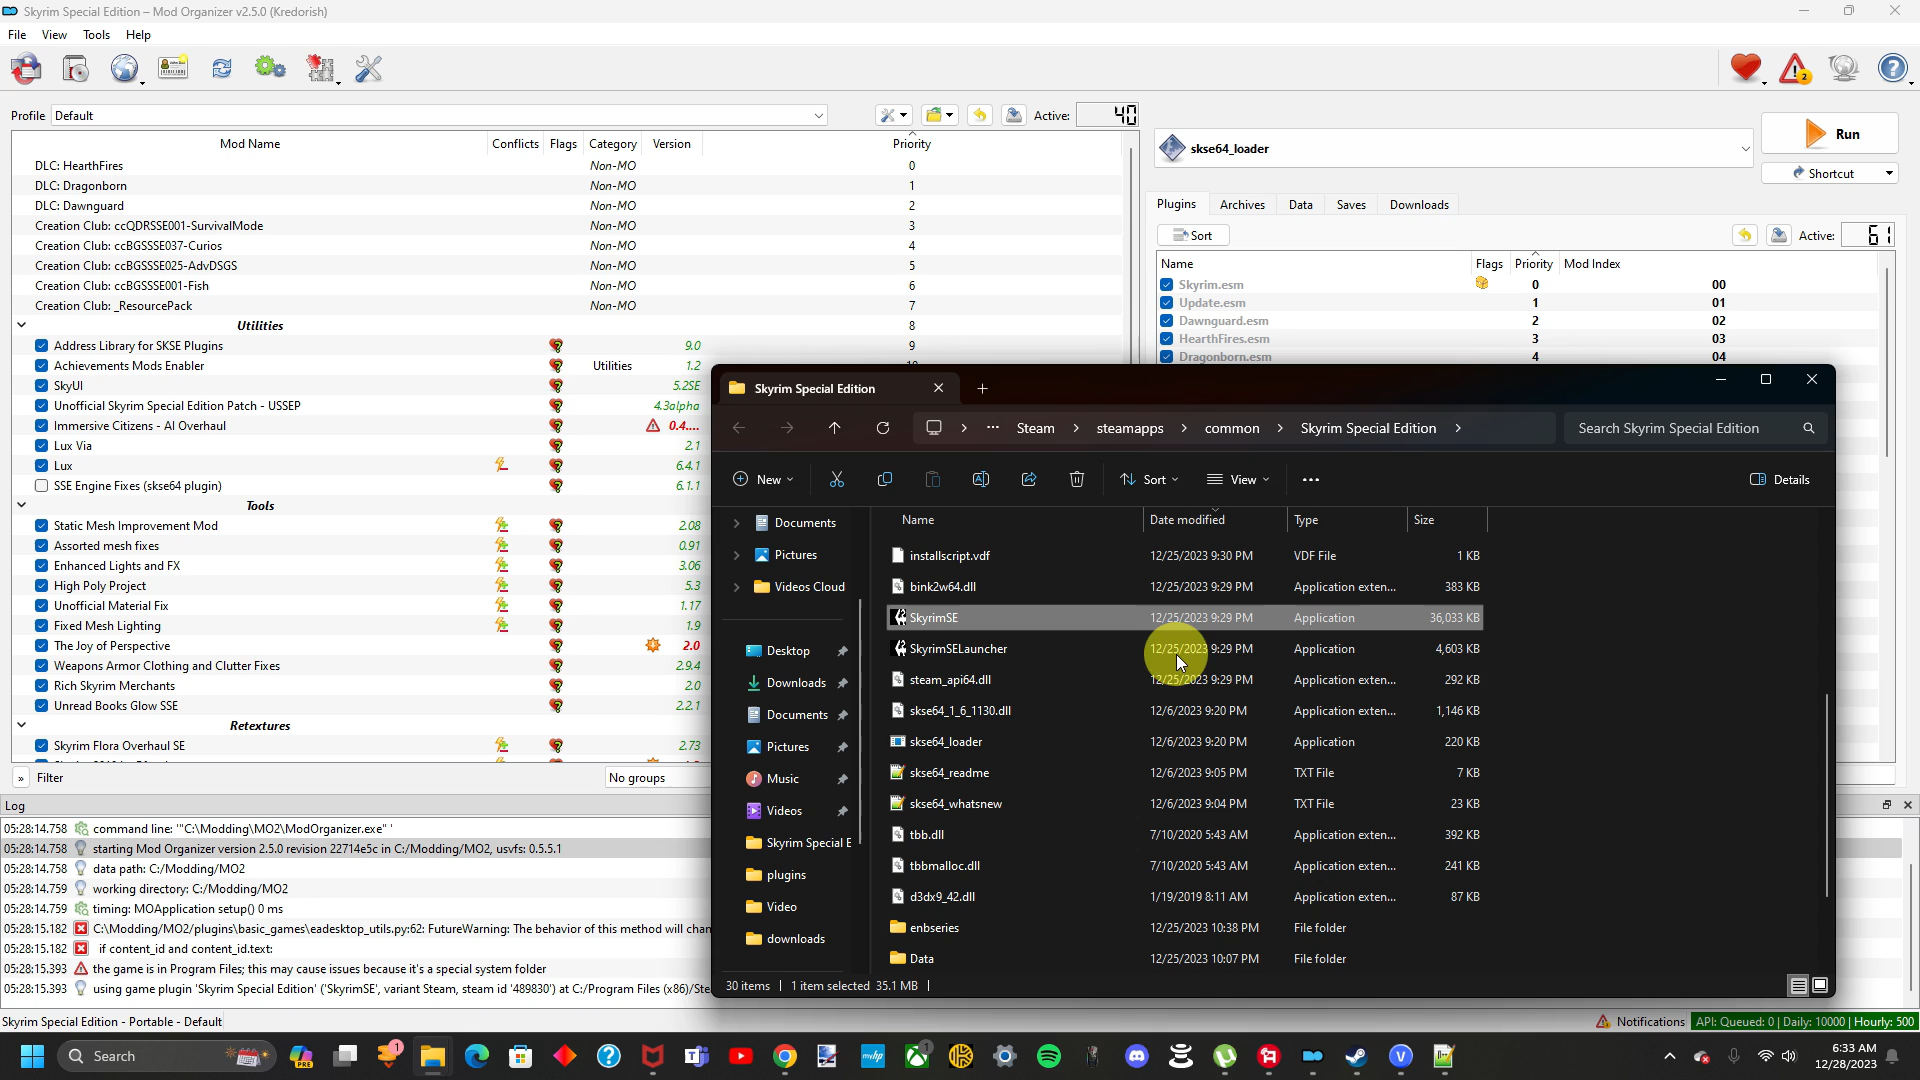 Skyrim Special Edition – Mod Organizer v2.5.0 (Kredorish)
File View Tools Help
Profile Default Active: 40
Mod Name Conflicts Flags Category Version Priority
DLC: HearthFires Non-MO 0
DLC: Dragonborn Non-MO 1
DLC: Dawnguard Non-MO 2
Creation Club: ccQDRSSE001-SurvivalMode Non-MO 3
Creation Club: ccBGSSSE037-Curios Non-MO 4
Creation Club: ccBGSSSE025-AdvDSGS Non-MO 5
Creation Club: ccBGSSSE001-Fish Non-MO 6
Creation Club: _ResourcePack Non-MO 7
Utilities 8
Address Library for SKSE Plugins 9.0 9
Achievements Mods Enabler Utilities 1.2
SkyUI 5.2SE
Unofficial Skyrim Special Edition Patch - USSEP 4.3alpha
Immersive Citizens - AI Overhaul 0.4....
Lux Via 2.1
Lux 6.4.1
SSE Engine Fixes (skse64 plugin) 6.1.1
Tools
Static Mesh Improvement Mod 2.08
Assorted mesh fixes 0.91
Enhanced Lights and FX 3.06
High Poly Project 5.3
Unofficial Material Fix 1.17
Fixed Mesh Lighting 1.9
The Joy of Perspective 2.0
Weapons Armor Clothing and Clutter Fixes 2.9.4
Rich Skyrim Merchants 2.0
Unread Books Glow SSE 2.2.1
Retextures
Skyrim Flora Overhaul SE 2.73
» Filter No groups
skse64_loader
Run
Shortcut
Plugins Archives Data Saves Downloads
Sort Active: 61
Name Flags Priority Mod Index
Skyrim.esm 0 00
Update.esm 1 01
Dawnguard.esm 2 02
HearthFires.esm 3 03
Dragonborn.esm 4 04
Skyrim Special Edition
Steam steamapps common Skyrim Special Edition Search Skyrim Special Edition
New Sort View Details
Documents
Pictures
Videos Cloud
Desktop
Downloads
Documents
Pictures
Music
Videos
Skyrim Special E
plugins
Video
downloads
Name Date modified Type Size
installscript.vdf 12/25/2023 9:30 PM VDF File 1 KB
bink2w64.dll 12/25/2023 9:29 PM Application exten... 383 KB
SkyrimSE 12/25/2023 9:29 PM Application 36,033 KB
SkyrimSELauncher 12/25/2023 9:29 PM Application 4,603 KB
steam_api64.dll 12/25/2023 9:29 PM Application exten... 292 KB
skse64_1_6_1130.dll 12/6/2023 9:20 PM Application exten... 1,146 KB
skse64_loader 12/6/2023 9:20 PM Application 220 KB
skse64_readme 12/6/2023 9:05 PM TXT File 7 KB
skse64_whatsnew 12/6/2023 9:04 PM TXT File 23 KB
tbb.dll 7/10/2020 5:43 AM Application exten... 392 KB
tbbmalloc.dll 7/10/2020 5:43 AM Application exten... 241 KB
d3dx9_42.dll 1/19/2019 8:11 AM Application exten... 87 KB
enbseries 12/25/2023 10:38 PM File folder
Data 12/25/2023 10:07 PM File folder
30 items 1 item selected 35.1 MB
Log
05:28:14.758 command line: '"C:\Modding\MO2\ModOrganizer.exe" '
05:28:14.758 starting Mod Organizer version 2.5.0 revision 22714e5c in C:/Modding/MO2, usvfs: 0.5.5.1
05:28:14.758 data path: C:/Modding/MO2
05:28:14.759 working directory: C:/Modding/MO2
05:28:14.759 timing: MOApplication setup() 0 ms
05:28:15.182 C:\Modding/MO2/plugins\basic_games\eadesktop_utils.py:62: FutureWarning: The behavior of this method will chan
05:28:15.182 if content_id and content_id.text:
05:28:15.393 the game is in Program Files; this may cause issues because it's a special system folder
05:28:15.393 using game plugin 'Skyrim Special Edition' ('SkyrimSE', variant Steam, steam id '489830') at C:/Program Files (x86)/Ste
Skyrim Special Edition - Portable - Default
Notifications API: Queued: 0 | Daily: 10000 | Hourly: 500
Search
6:33 AM
12/28/2023